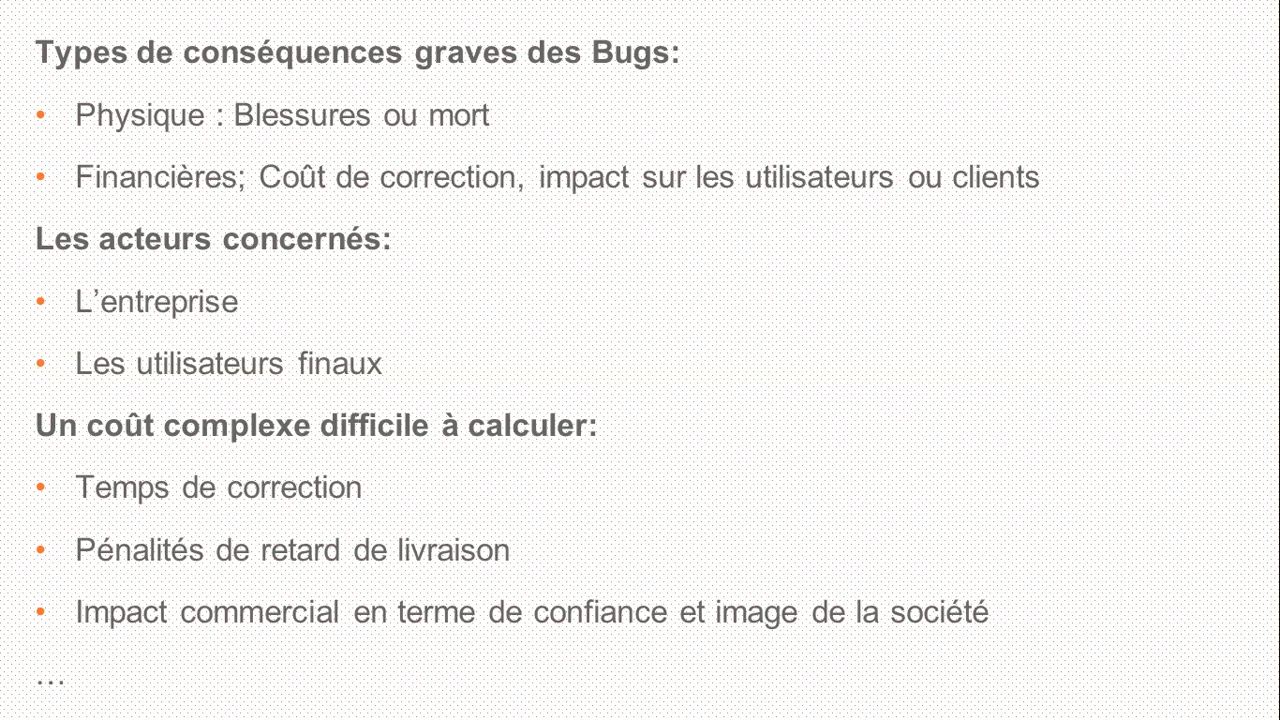 Types de conséquences graves des Bugs:
• Physique : Blessures ou mort
• Financières; Coût de correction, impact sur les utilisateurs ou clients
Les acteurs concernés:
• L’entreprise
• Les utilisateurs finaux
Un coût complexe difficile à calculer:
• Temps de correction
• Pénalités de retard de livraison
• Impact commercial en terme de confiance et image de la société
…